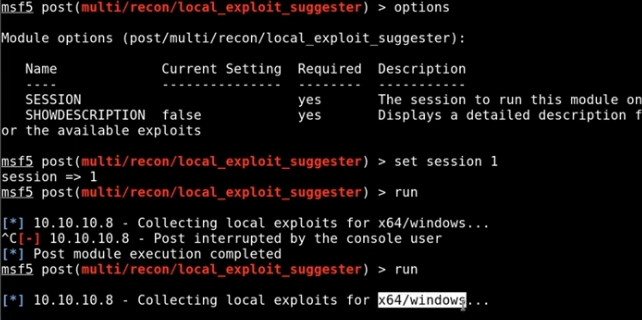 msf5 post(multi/recon/local_exploit_suggester) > options
Module options (post/multi/recon/local_exploit_suggester):
Name Current Setting Required Description
---- --------------- -------- -----------
SESSION yes The session to run this module on
SHOWDESCRIPTION false yes Displays a detailed description f
or the available exploits
msf5 post(multi/recon/local_exploit_suggester) > set session 1
session => 1
msf5 post(multi/recon/local_exploit_suggester) > run
[*] 10.10.10.8 - Collecting local exploits for x64/windows...
^C[-] 10.10.10.8 - Post interrupted by the console user
[*] Post module execution completed
msf5 post(multi/recon/local_exploit_suggester) > run
[*] 10.10.10.8 - Collecting local exploits for x64/windows...